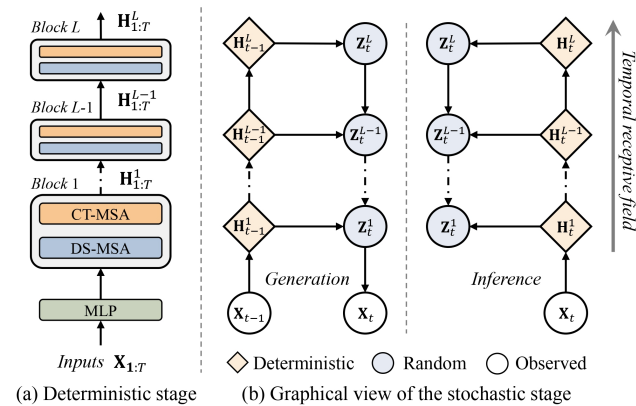 Block L
H^L_{1:T}
Block L-1
H^{L-1}_{1:T}
Block 1
H^1_{1:T}
CT-MSA
DS-MSA
MLP
Inputs X_{1:T}
(a) Deterministic stage
H^L_{t-1}
Z^L_t
H^{L-1}_{t-1}
Z^{L-1}_t
H^1_{t-1}
Z^1_t
Generation
X_{t-1}
X_t
Z^L_t
H^L_t
Z^{L-1}_t
H^{L-1}_t
Z^1_t
H^1_t
Inference
X_t
Temporal receptive field
Deterministic
Random
Observed
(b) Graphical view of the stochastic stage